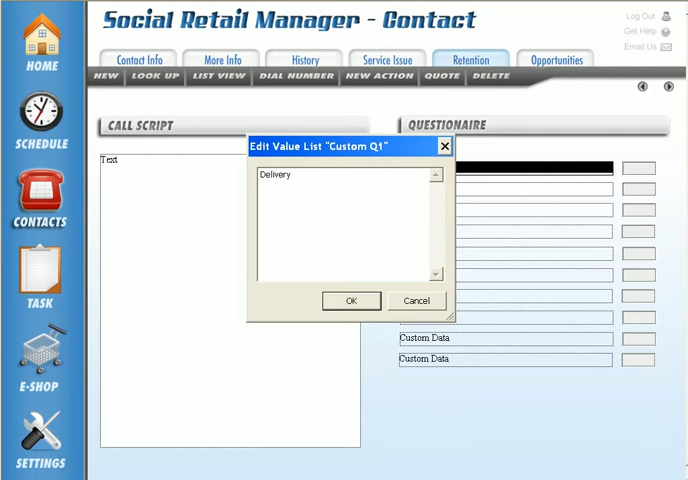 Social Retail Manager - Contact
Log Out
Get Help
Email Us
HOME
SCHEDULE
CONTACTS
TASK
E-SHOP
SETTINGS
Contact Info
More Info
History
Service Issue
Retention
Opportunities
NEW
LOOK UP
LIST VIEW
DIAL NUMBER
NEW ACTION
QUOTE
DELETE
CALL SCRIPT
QUESTIONAIRE
Text
Edit Value List "Custom Q1"
Delivery
OK
Cancel
Custom Data
Custom Data